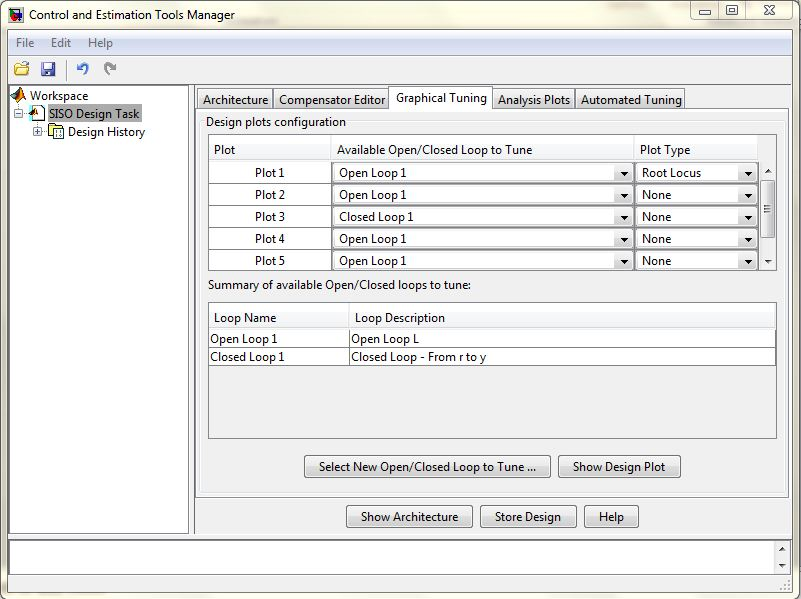 Control and Estimation Tools Manager
File Edit Help
Workspace
SISO Design Task
Design History
Architecture Compensator Editor Graphical Tuning Analysis Plots Automated Tuning
Design plots configuration
Plot Available Open/Closed Loop to Tune Plot Type
Plot 1 Open Loop 1 Root Locus
Plot 2 Open Loop 1 None
Plot 3 Closed Loop 1 None
Plot 4 Open Loop 1 None
Plot 5 Open Loop 1 None
Summary of available Open/Closed loops to tune:
Loop Name Loop Description
Open Loop 1 Open Loop L
Closed Loop 1 Closed Loop - From r to y
Select New Open/Closed Loop to Tune ... Show Design Plot
Show Architecture Store Design Help